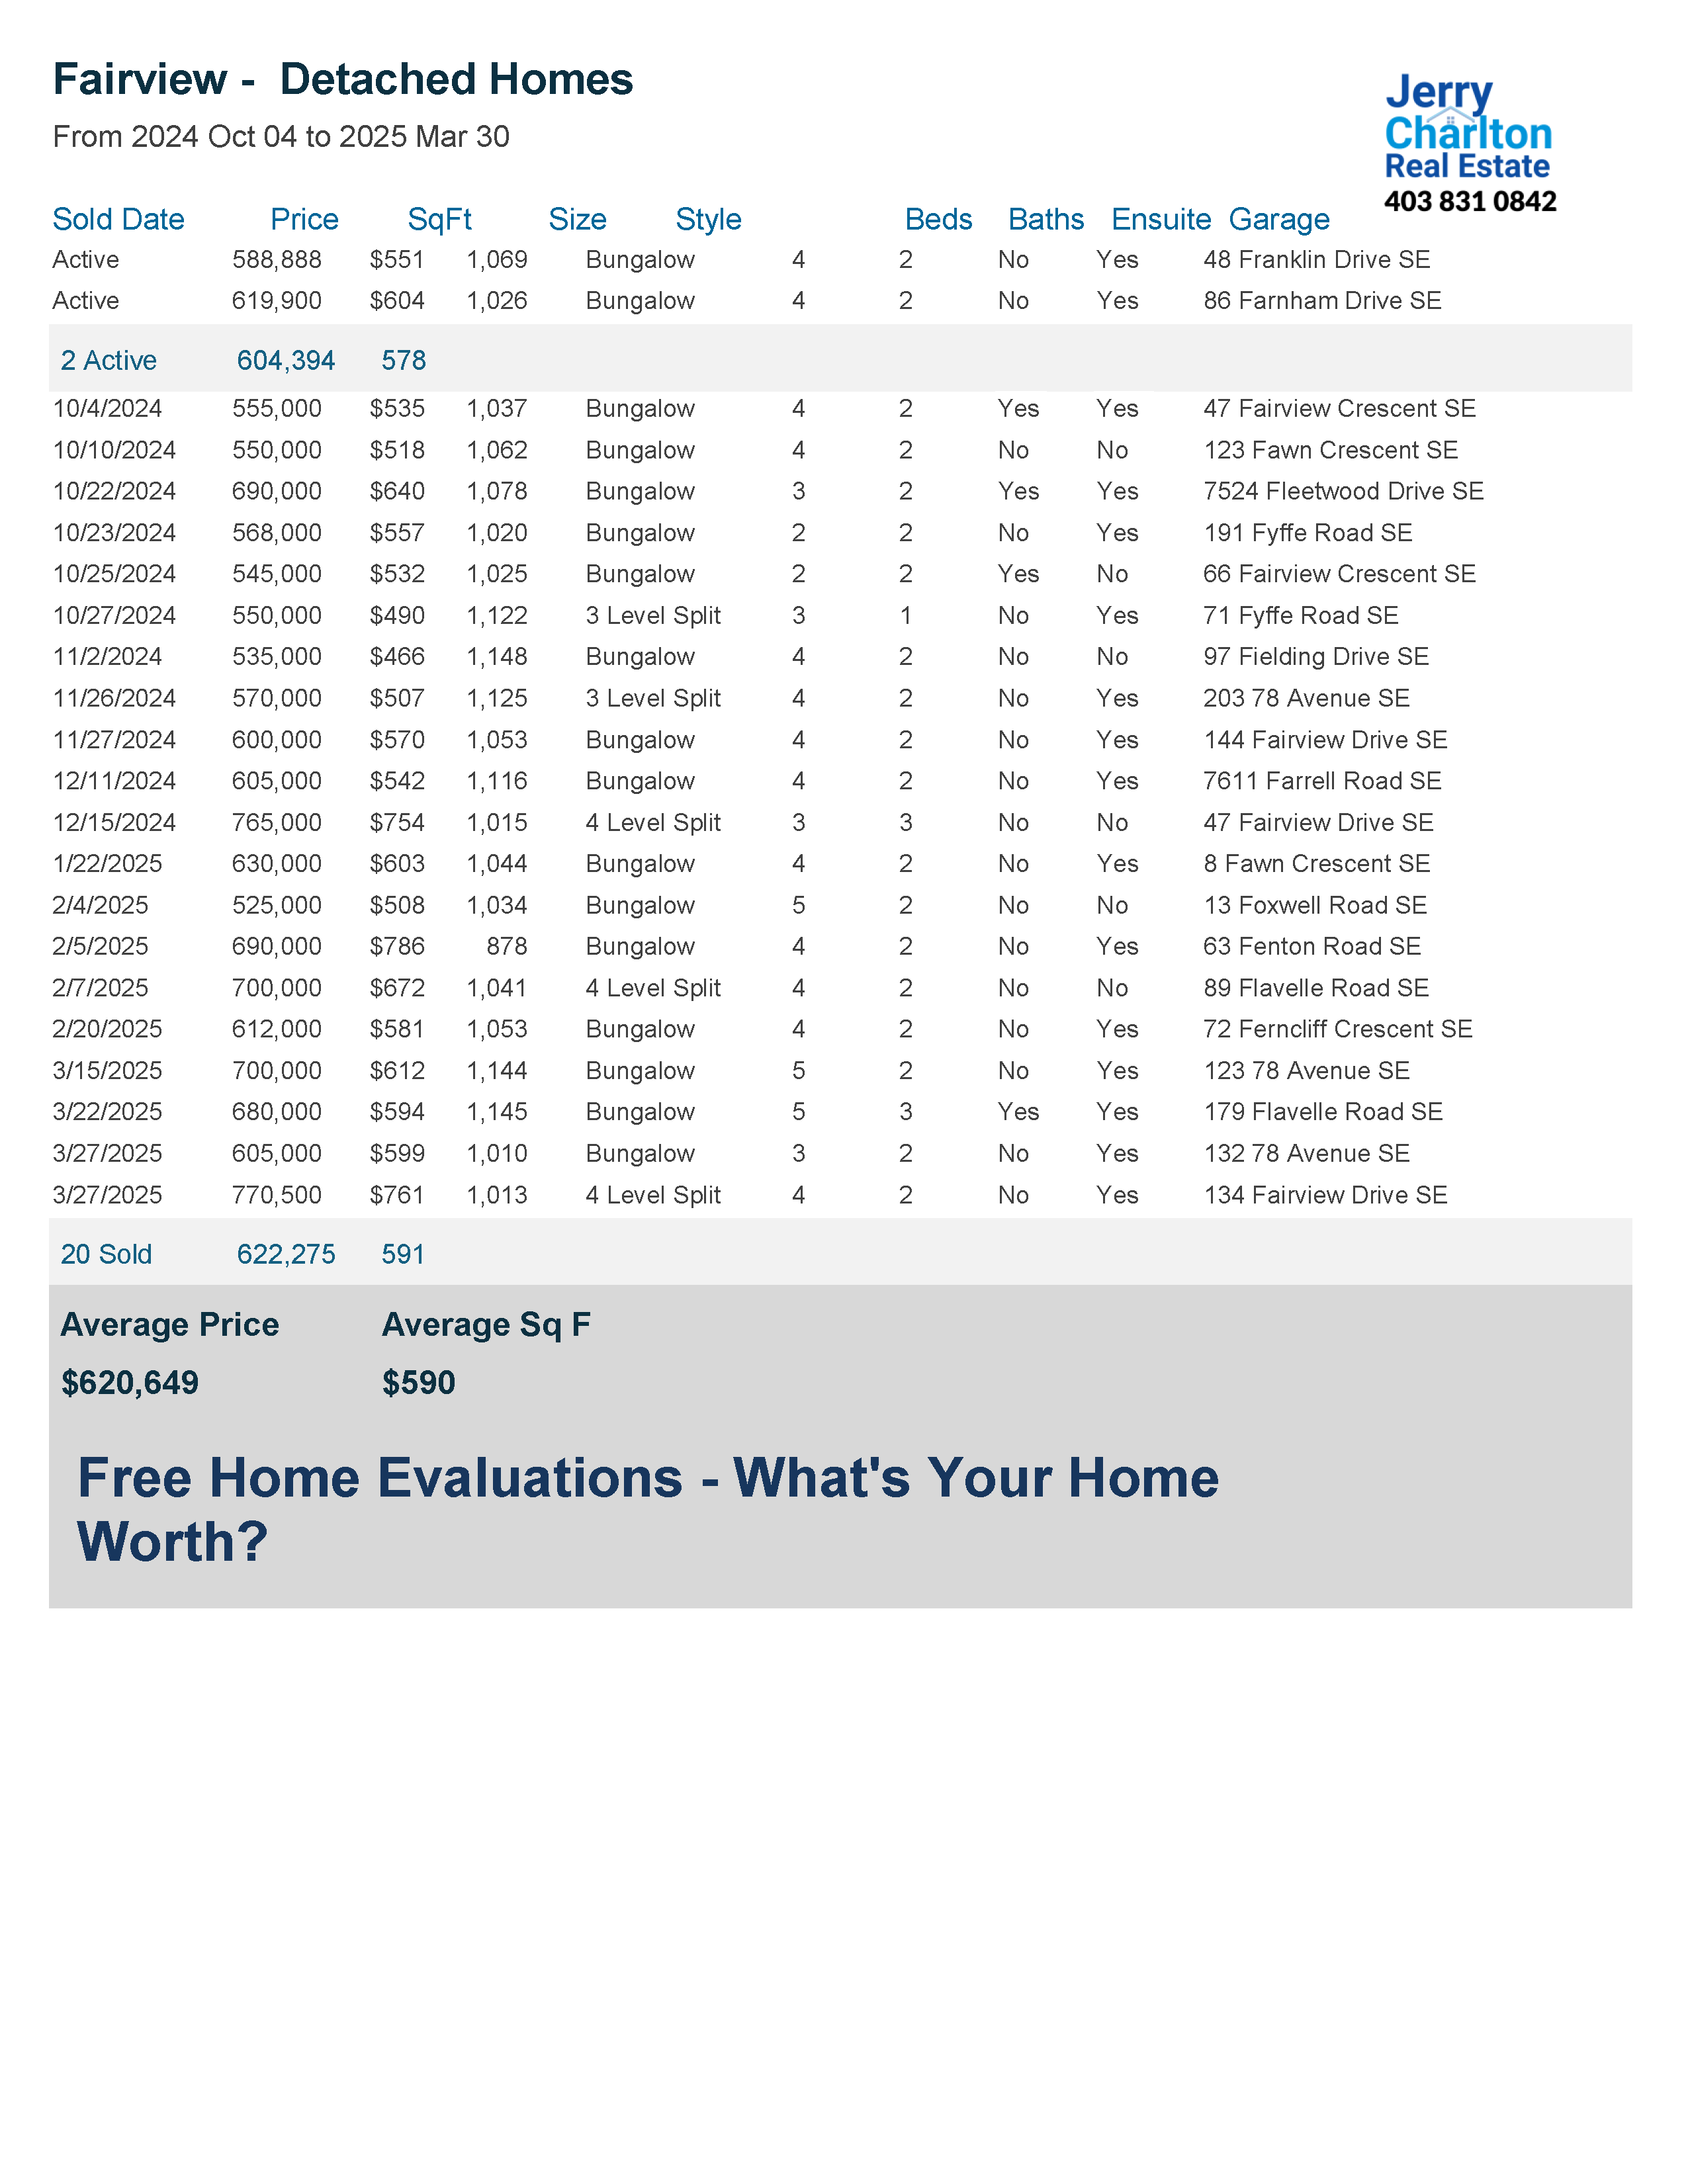 Fairview -  Detached Homes
From 2024 Oct 04 to 2025 Mar 30
Jerry
Charlton
Real Estate
403 831 0842
Sold Date Price SqFt Size Style Beds Baths Ensuite Garage
Active 588,888 $551 1,069 Bungalow 4 2 No Yes 48 Franklin Drive SE
Active 619,900 $604 1,026 Bungalow 4 2 No Yes 86 Farnham Drive SE
2 Active 604,394 578
10/4/2024 555,000 $535 1,037 Bungalow 4 2 Yes Yes 47 Fairview Crescent SE
10/10/2024 550,000 $518 1,062 Bungalow 4 2 No No 123 Fawn Crescent SE
10/22/2024 690,000 $640 1,078 Bungalow 3 2 Yes Yes 7524 Fleetwood Drive SE
10/23/2024 568,000 $557 1,020 Bungalow 2 2 No Yes 191 Fyffe Road SE
10/25/2024 545,000 $532 1,025 Bungalow 2 2 Yes No 66 Fairview Crescent SE
10/27/2024 550,000 $490 1,122 3 Level Split 3 1 No Yes 71 Fyffe Road SE
11/2/2024 535,000 $466 1,148 Bungalow 4 2 No No 97 Fielding Drive SE
11/26/2024 570,000 $507 1,125 3 Level Split 4 2 No Yes 203 78 Avenue SE
11/27/2024 600,000 $570 1,053 Bungalow 4 2 No Yes 144 Fairview Drive SE
12/11/2024 605,000 $542 1,116 Bungalow 4 2 No Yes 7611 Farrell Road SE
12/15/2024 765,000 $754 1,015 4 Level Split 3 3 No No 47 Fairview Drive SE
1/22/2025 630,000 $603 1,044 Bungalow 4 2 No Yes 8 Fawn Crescent SE
2/4/2025 525,000 $508 1,034 Bungalow 5 2 No No 13 Foxwell Road SE
2/5/2025 690,000 $786 878 Bungalow 4 2 No Yes 63 Fenton Road SE
2/7/2025 700,000 $672 1,041 4 Level Split 4 2 No No 89 Flavelle Road SE
2/20/2025 612,000 $581 1,053 Bungalow 4 2 No Yes 72 Ferncliff Crescent SE
3/15/2025 700,000 $612 1,144 Bungalow 5 2 No Yes 123 78 Avenue SE
3/22/2025 680,000 $594 1,145 Bungalow 5 3 Yes Yes 179 Flavelle Road SE
3/27/2025 605,000 $599 1,010 Bungalow 3 2 No Yes 132 78 Avenue SE
3/27/2025 770,500 $761 1,013 4 Level Split 4 2 No Yes 134 Fairview Drive SE
20 Sold 622,275 591
Average Price Average Sq F
$620,649 $590
Free Home Evaluations - What's Your Home
Worth?